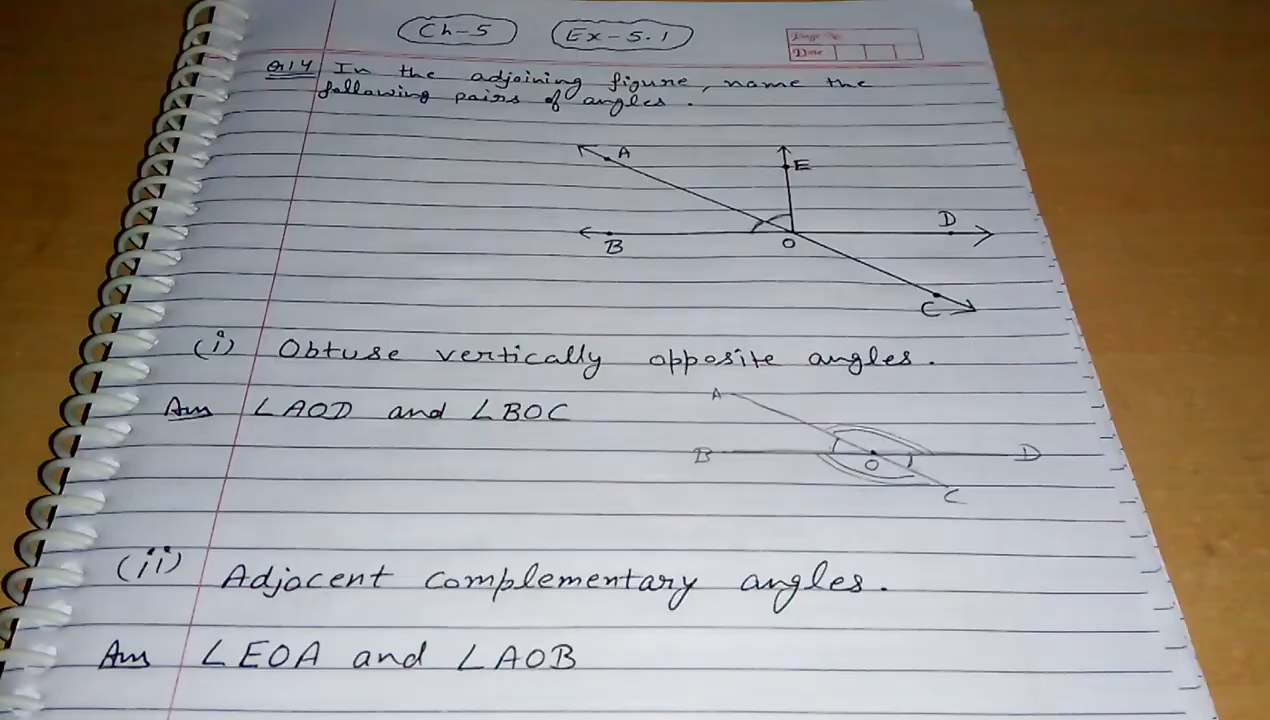 Ch-5 Ex-5.1
Page No.
Date
Q14 In the adjoining figure, name the
following pairs of angles.
A
E
B
O
D
C
(i) Obtuse vertically opposite angles.
Ans ∠AOD and ∠BOC
A
B
O
D
C
(ii) Adjacent complementary angles.
Ans ∠EOA and ∠AOB